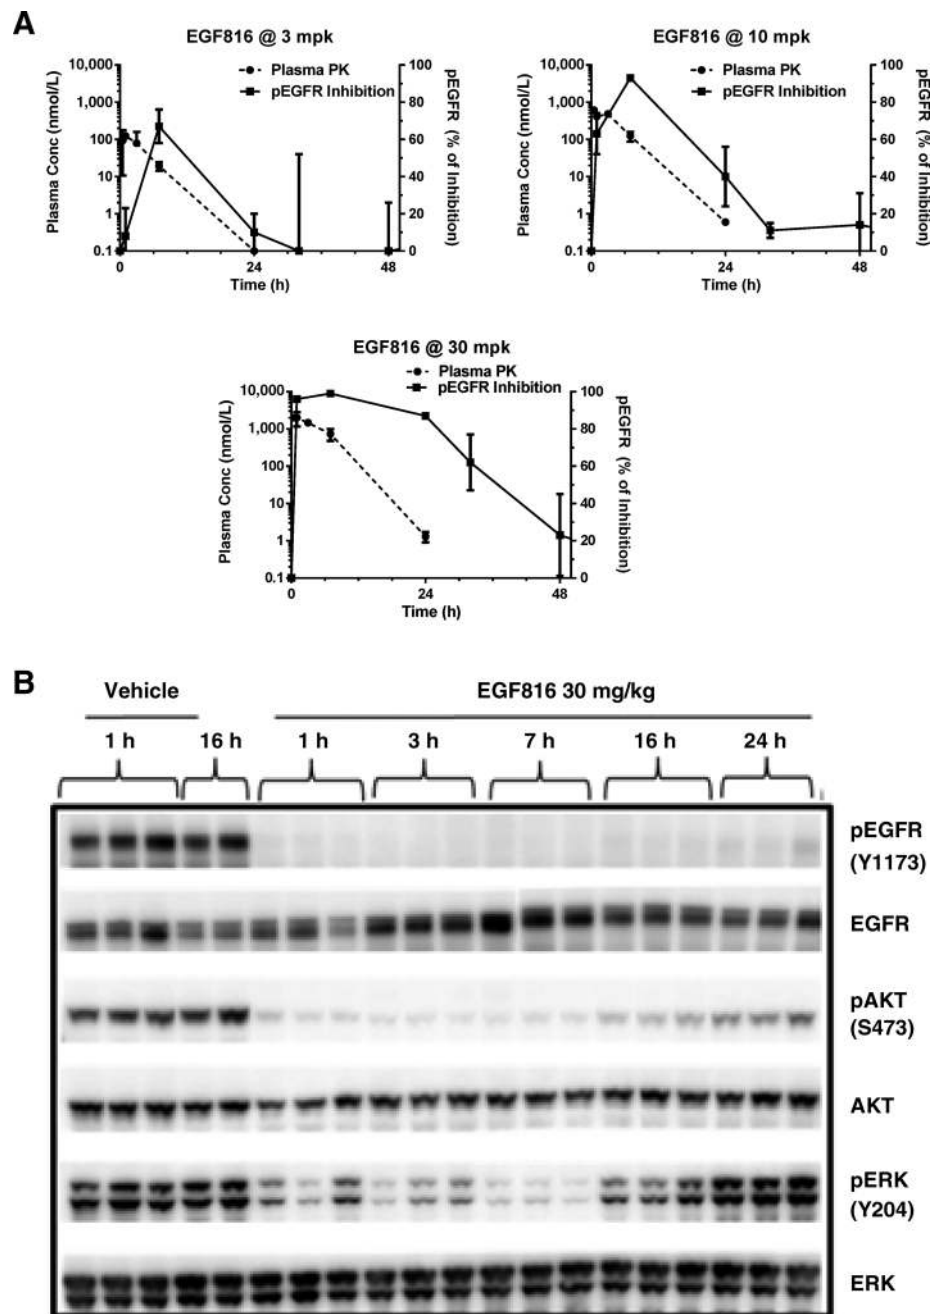 A
EGF816 @ 3 mpk
Plasma PK
pEGFR Inhibition
Plasma Conc (nmol/L)
10,000
1,000
100
10
1
0.1
100
80
60
40
20
0
pEGFR (% of Inhibition)
0 24 48
Time (h)
EGF816 @ 10 mpk
Plasma PK
pEGFR Inhibition
Plasma Conc (nmol/L)
10,000
1,000
100
10
1
0.1
100
80
60
40
20
0
pEGFR (% of Inhibition)
0 24 48
Time (h)
EGF816 @ 30 mpk
Plasma PK
pEGFR Inhibition
Plasma Conc (nmol/L)
10,000
1,000
100
10
1
0.1
100
80
60
40
20
0
pEGFR (% of Inhibition)
0 24 48
Time (h)
B
Vehicle EGF816 30 mg/kg
1 h 16 h 1 h 3 h 7 h 16 h 24 h
pEGFR
(Y1173)
EGFR
pAKT
(S473)
AKT
pERK
(Y204)
ERK